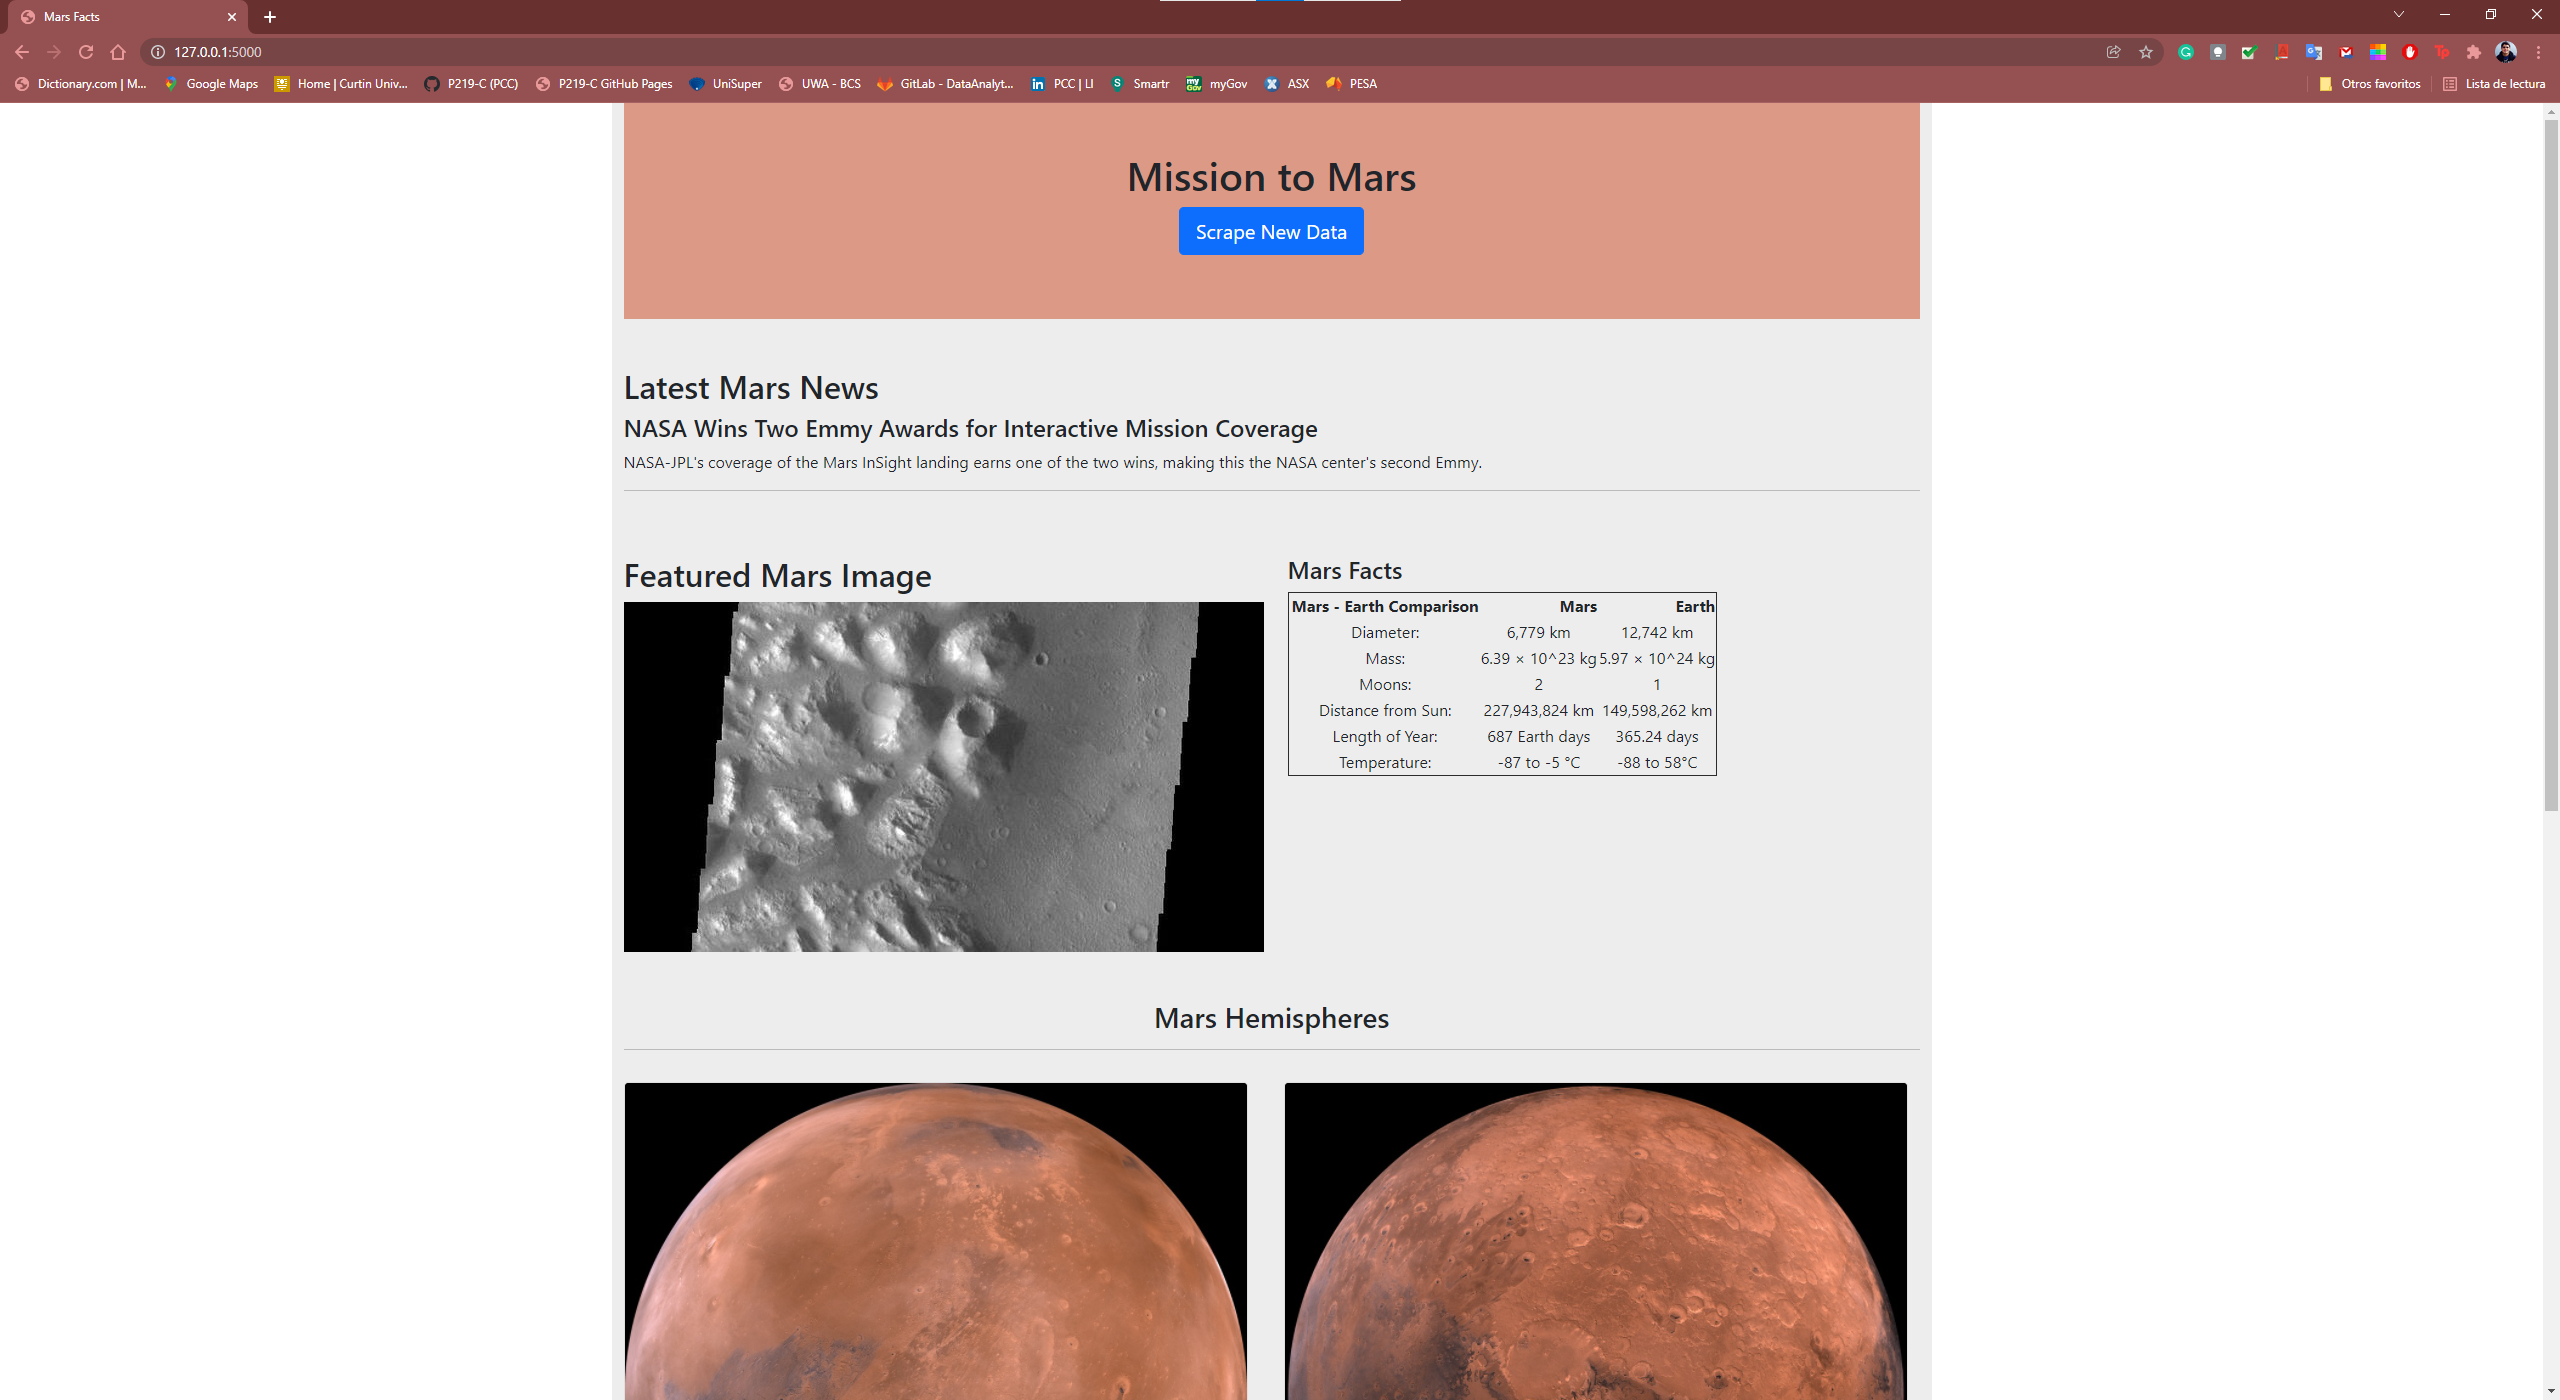 Mars Facts
127.0.0.1:5000
Dictionary.com | M... Google Maps Home | Curtin Univ... P219-C (PCC) P219-C GitHub Pages UniSuper UWA - BCS GitLab - DataAnalyt... PCC | LI Smartr myGov ASX PESA Otros favoritos Lista de lectura
Mission to Mars
Scrape New Data
Latest Mars News
NASA Wins Two Emmy Awards for Interactive Mission Coverage
NASA-JPL's coverage of the Mars InSight landing earns one of the two wins, making this the NASA center's second Emmy.
Featured Mars Image
Mars Facts
Mars - Earth Comparison Mars Earth
Diameter: 6,779 km 12,742 km
Mass: 6.39 × 10^23 kg 5.97 × 10^24 kg
Moons: 2 1
Distance from Sun: 227,943,824 km 149,598,262 km
Length of Year: 687 Earth days 365.24 days
Temperature: -87 to -5 °C -88 to 58°C
Mars Hemispheres